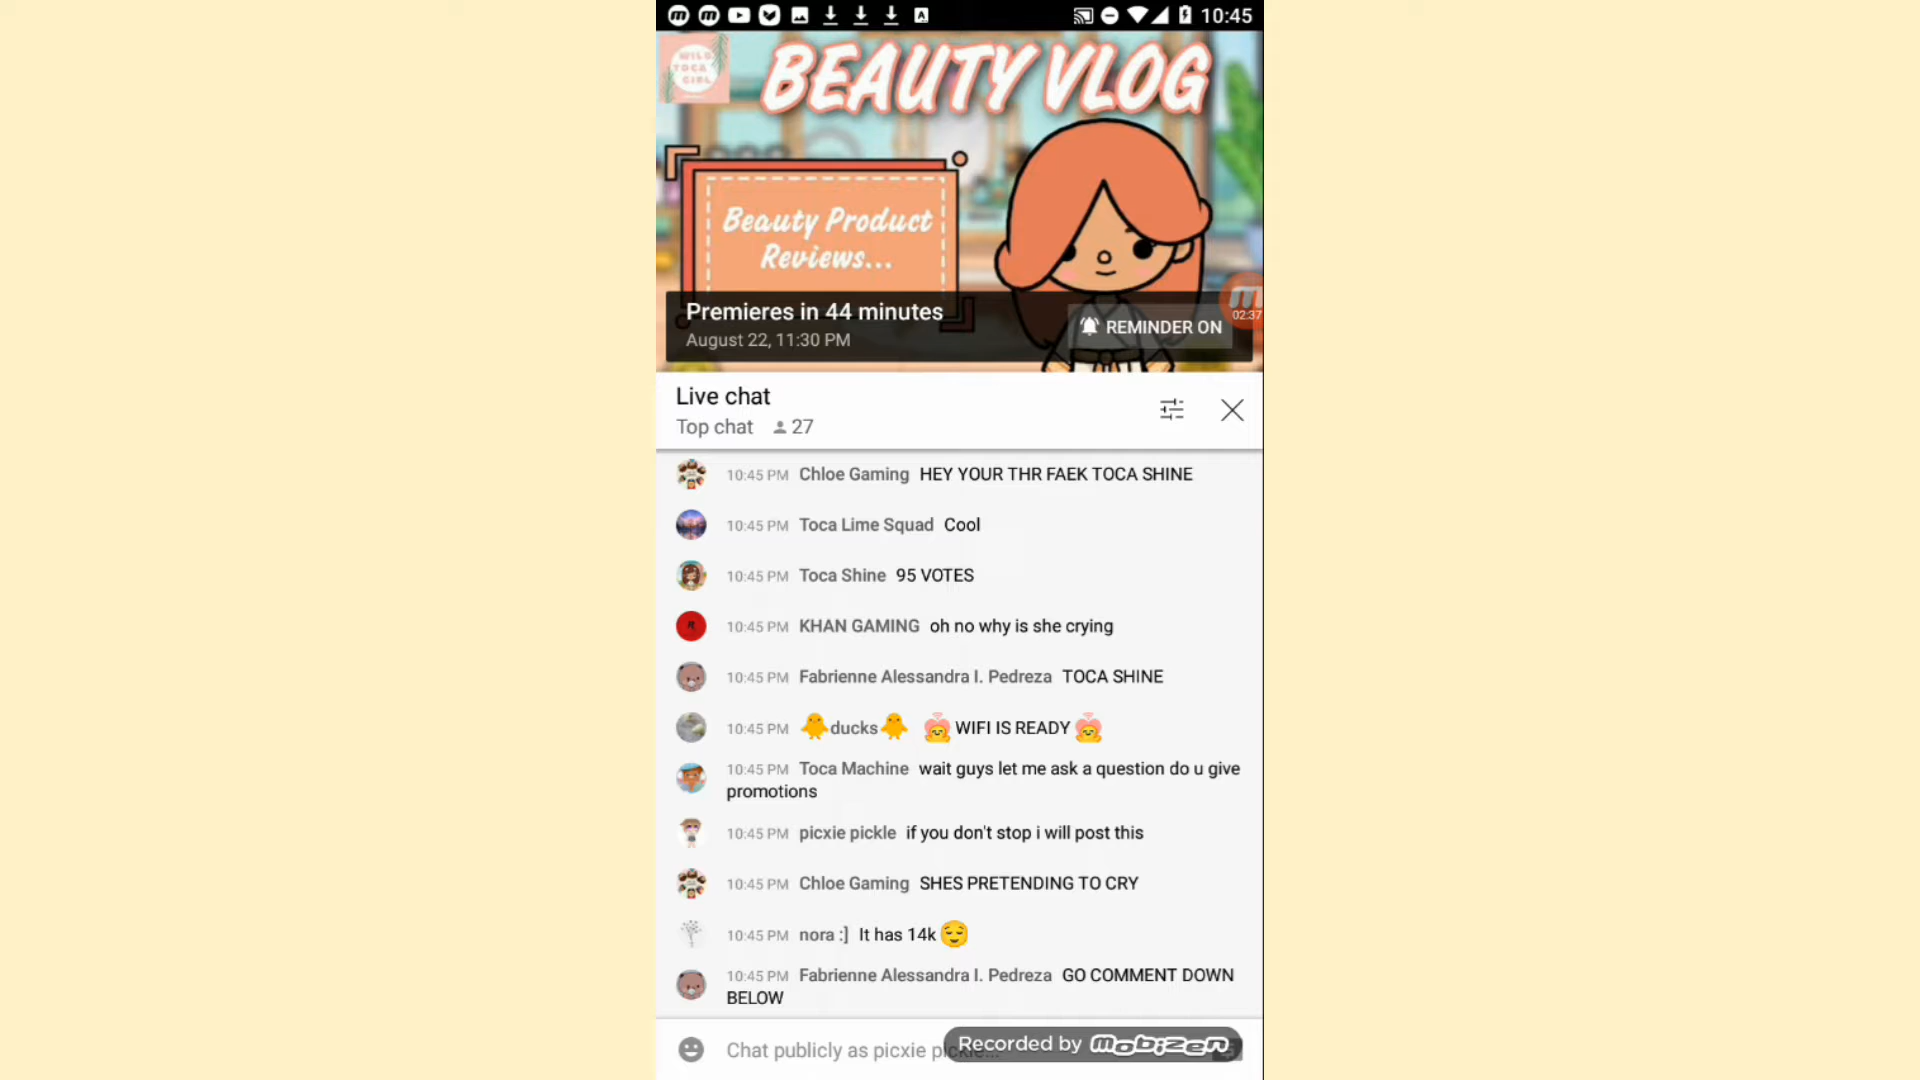 10:45
WILD
TOCA
GIRL
BEAUTY VLOG
Beauty Product
Reviews...
Premieres in 44 minutes
August 22, 11:30 PM
REMINDER ON
02:37
Live chat
Top chat 27
10:45 PM Chloe Gaming HEY YOUR THR FAEK TOCA SHINE
10:45 PM Toca Lime Squad Cool
10:45 PM Toca Shine 95 VOTES
10:45 PM KHAN GAMING oh no why is she crying
10:45 PM Fabrienne Alessandra I. Pedreza TOCA SHINE
10:45 PM 🐥ducks🐥 💁WIFI IS READY💁
10:45 PM Toca Machine wait guys let me ask a question do u give
promotions
10:45 PM picxie pickle if you don't stop i will post this
10:45 PM Chloe Gaming SHES PRETENDING TO CRY
10:45 PM nora :] It has 14k😌
10:45 PM Fabrienne Alessandra I. Pedreza GO COMMENT DOWN
BELOW
Chat publicly as picxie
Recorded by mobizen